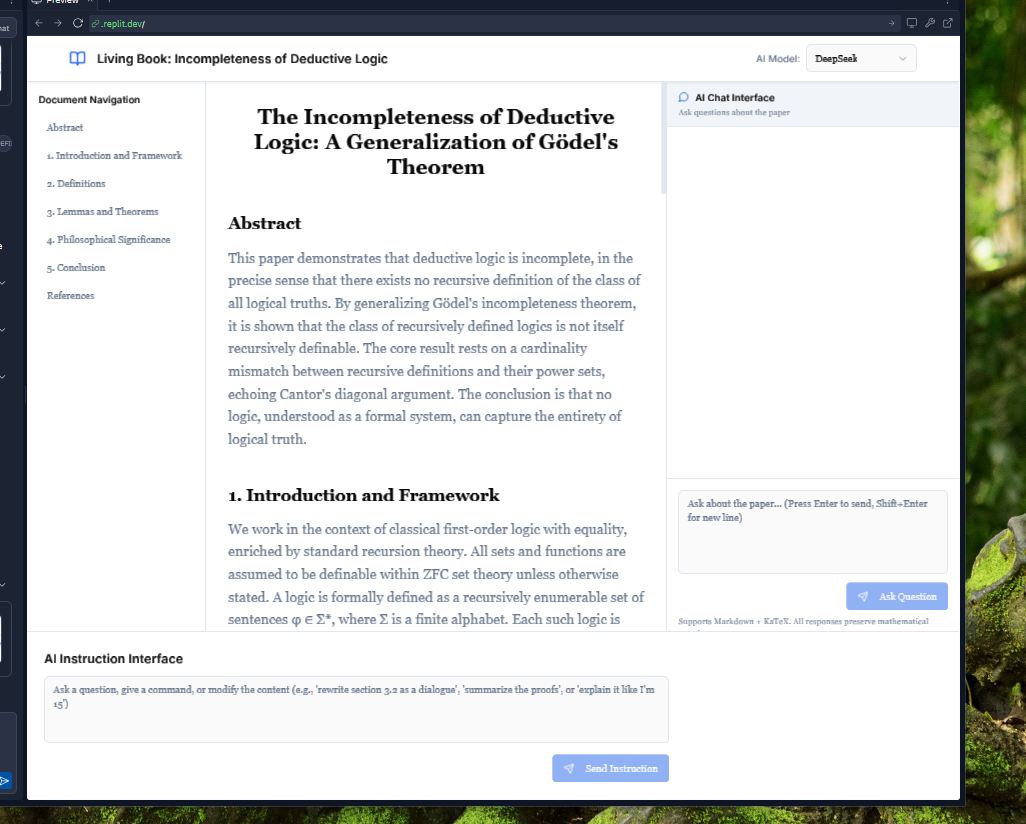 Preview
.replit.dev/
Living Book: Incompleteness of Deductive Logic
AI Model:
DeepSeek
Document Navigation
Abstract
1. Introduction and Framework
2. Definitions
3. Lemmas and Theorems
4. Philosophical Significance
5. Conclusion
References
The Incompleteness of Deductive
Logic: A Generalization of Gödel's
Theorem
Abstract
This paper demonstrates that deductive logic is incomplete, in the
precise sense that there exists no recursive definition of the class of
all logical truths. By generalizing Gödel's incompleteness theorem,
it is shown that the class of recursively defined logics is not itself
recursively definable. The core result rests on a cardinality
mismatch between recursive definitions and their power sets,
echoing Cantor's diagonal argument. The conclusion is that no
logic, understood as a formal system, can capture the entirety of
logical truth.
1. Introduction and Framework
We work in the context of classical first-order logic with equality,
enriched by standard recursion theory. All sets and functions are
assumed to be definable within ZFC set theory unless otherwise
stated. A logic is formally defined as a recursively enumerable set of
sentences φ ∈ Σ*, where Σ is a finite alphabet. Each such logic is
AI Chat Interface
Ask questions about the paper
Ask about the paper... (Press Enter to send, Shift+Enter
for new line)
Ask Question
Supports Markdown + KaTeX. All responses preserve mathematical
AI Instruction Interface
Ask a question, give a command, or modify the content (e.g., 'rewrite section 3.2 as a dialogue', 'summarize the proofs', or 'explain it like I'm
15')
Send Instruction